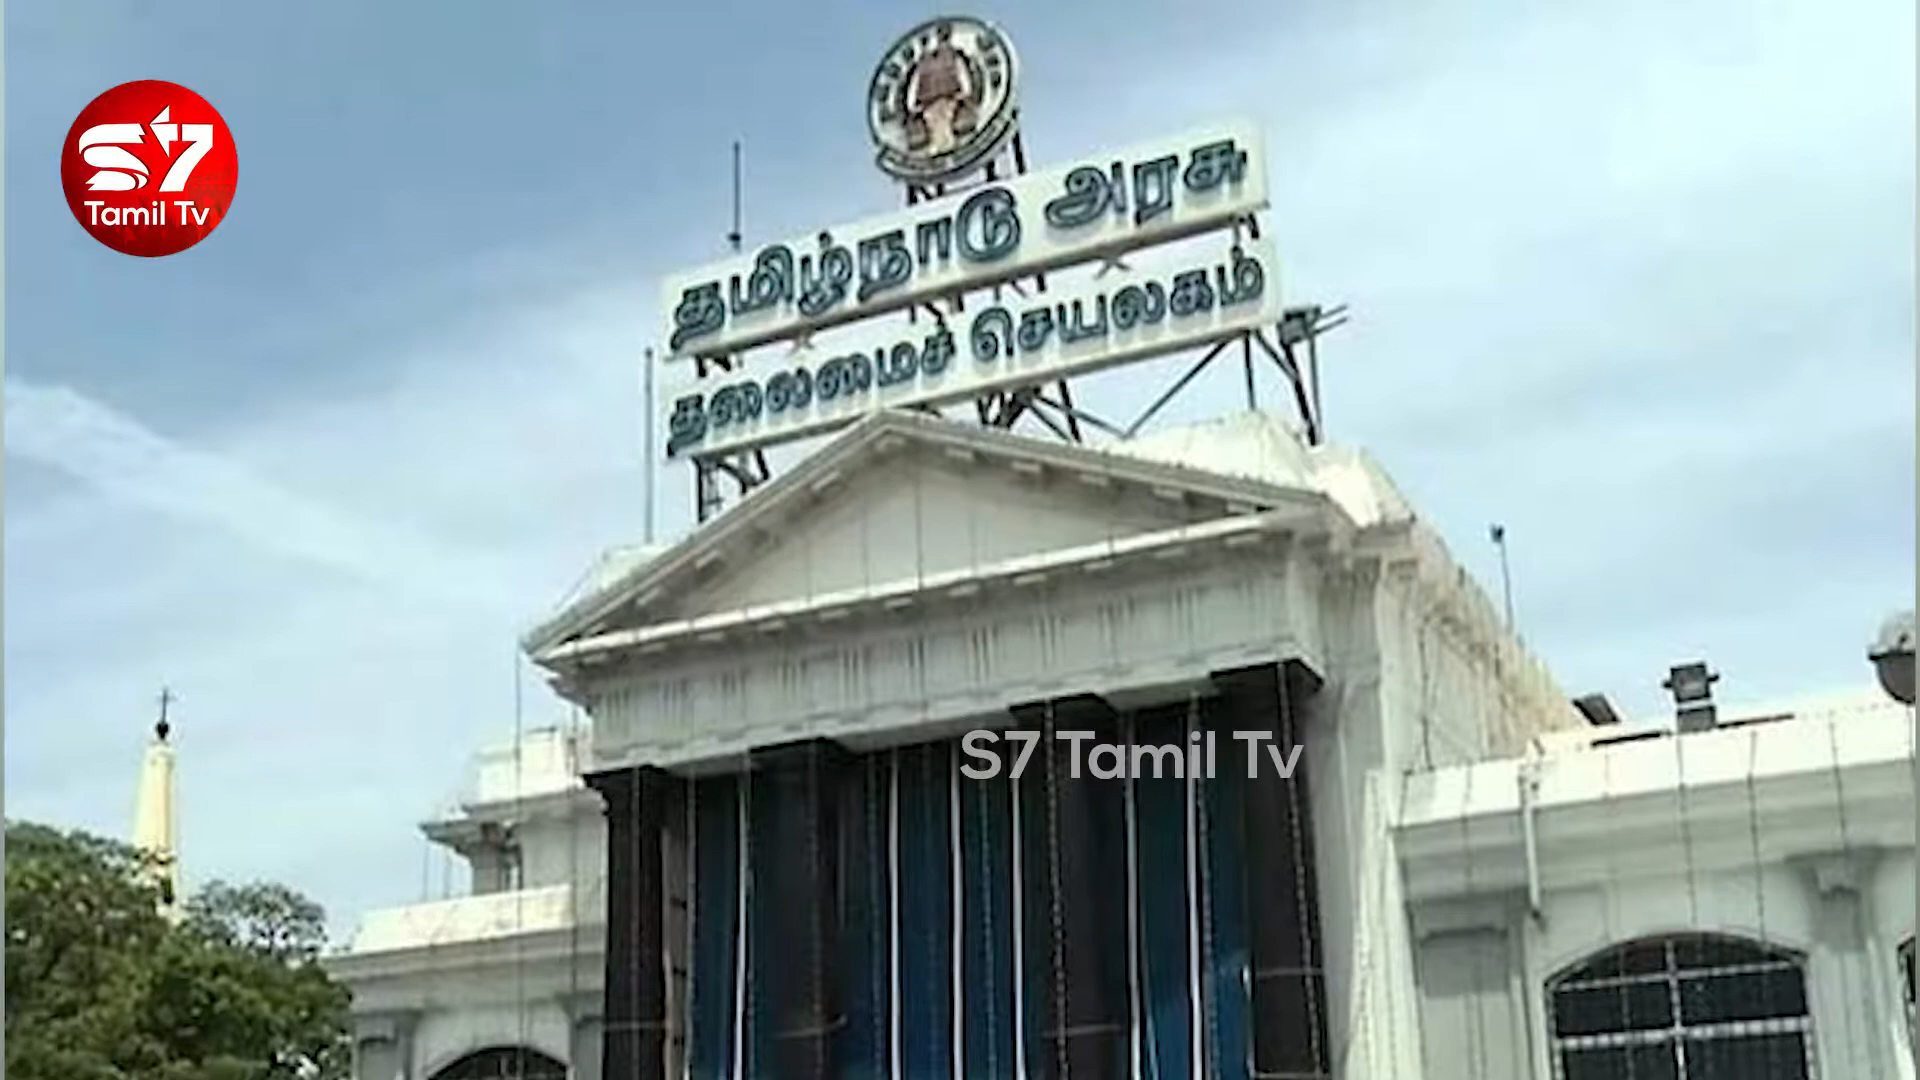 S7
Tamil Tv
தமிழ்நாடு அரசு
தலைமைச் செயலகம்
S7 Tamil Tv